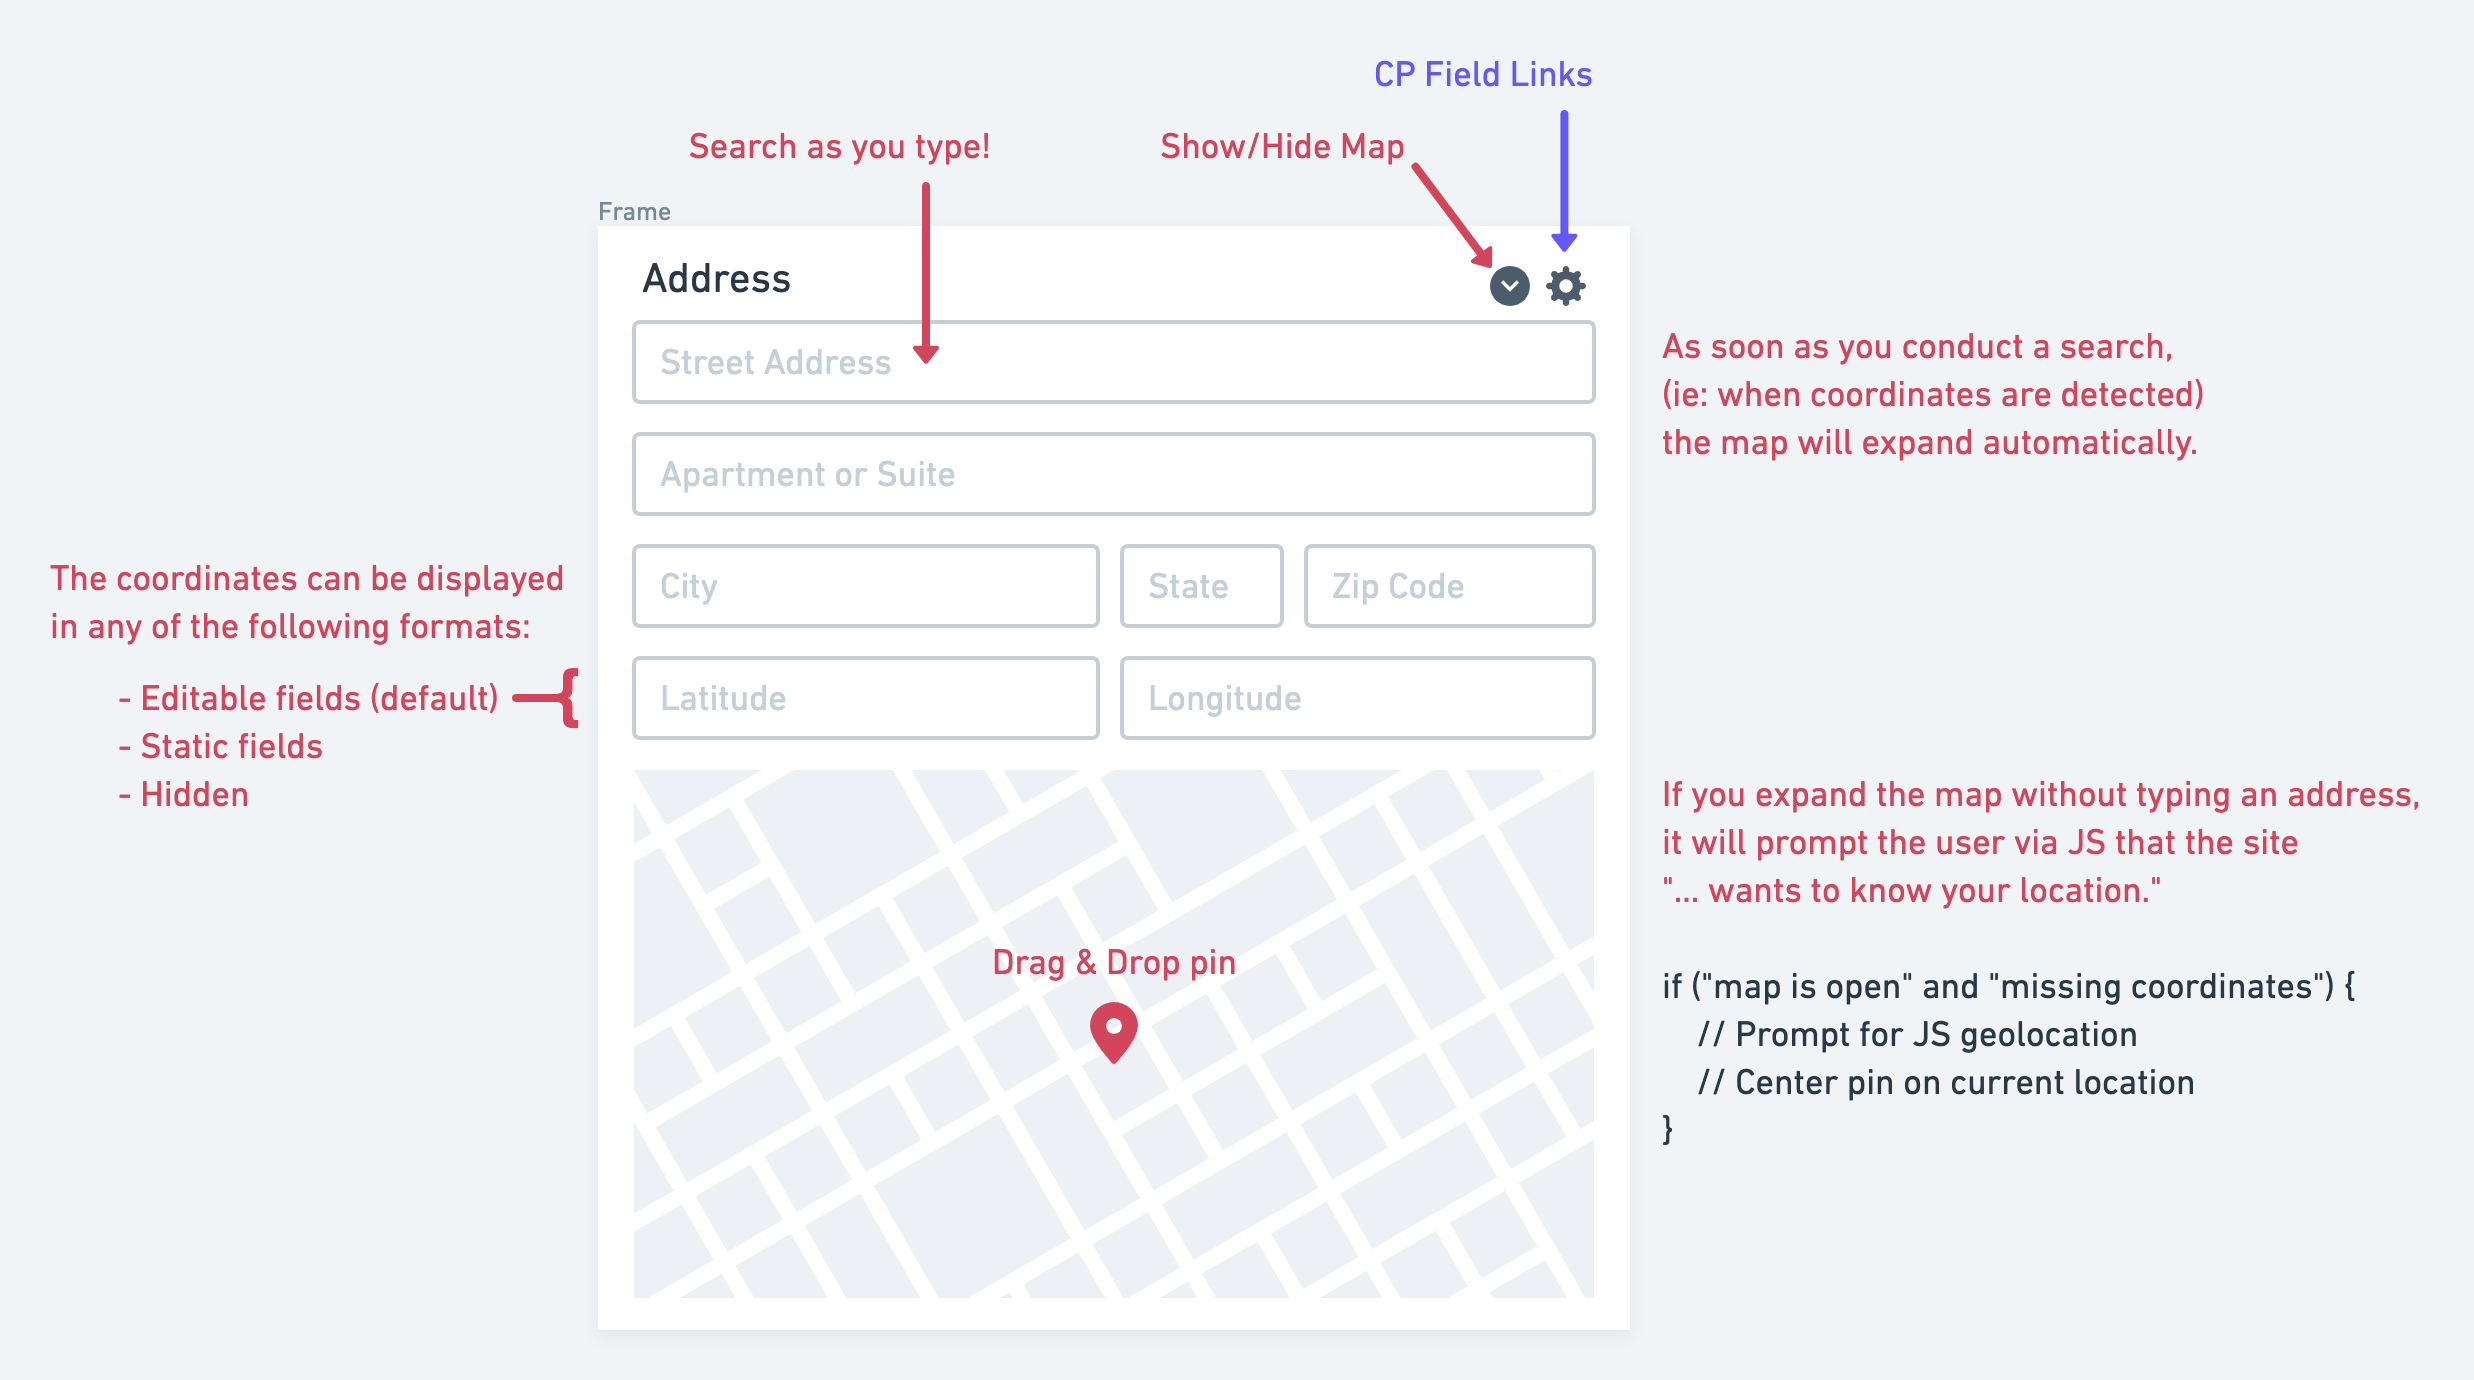 CP Field Links
Search as you type!
Show/Hide Map
Frame
Address
Street Address
Apartment or Suite
City
State
Zip Code
Latitude
Longitude
Drag & Drop pin
The coordinates can be displayed
in any of the following formats:
- Editable fields (default)
- Static fields
- Hidden
As soon as you conduct a search,
(ie: when coordinates are detected)
the map will expand automatically.
If you expand the map without typing an address,
it will prompt the user via JS that the site
"... wants to know your location."
if ("map is open" and "missing coordinates") {
// Prompt for JS geolocation
// Center pin on current location
}